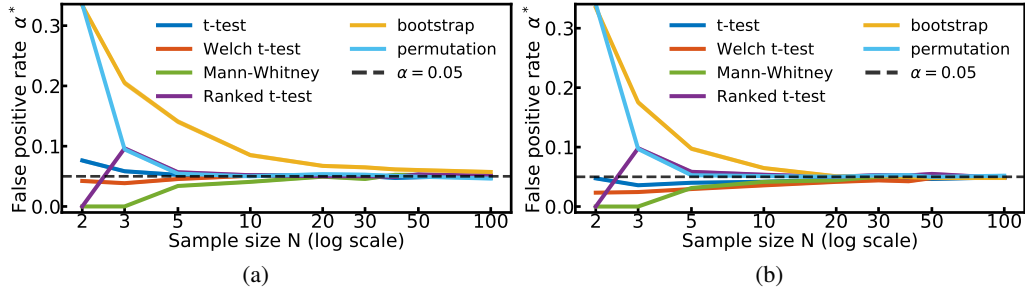 False positive rate α*
0.3
0.2
0.1
0.0
t-test
Welch t-test
Mann-Whitney
Ranked t-test
bootstrap
permutation
α = 0.05
2 3 5 10 20 30 50 100
Sample size N (log scale)
(a)
False positive rate α*
0.3
0.2
0.1
0.0
t-test
Welch t-test
Mann-Whitney
Ranked t-test
bootstrap
permutation
α = 0.05
2 3 5 10 20 30 50 100
Sample size N (log scale)
(b)